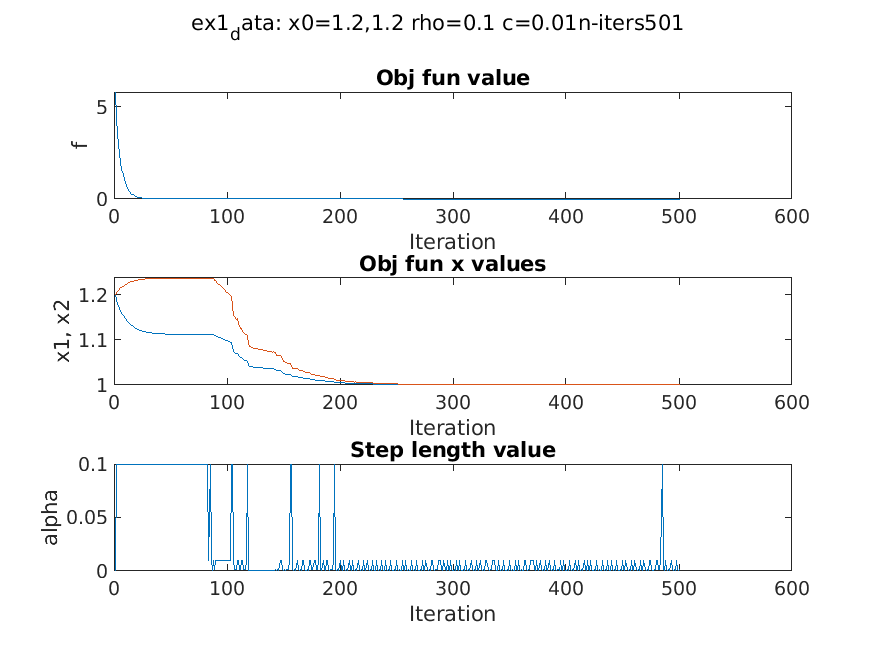 ex1_data: x0=1.2,1.2 rho=0.1 c=0.01n-iters501
Obj fun value
5
0
f
0 100 200 300 400 500 600
Iteration
Obj fun x values
1.2
1.1
1
x1, x2
0 100 200 300 400 500 600
Iteration
Step length value
0.1
0.05
0
alpha
0 100 200 300 400 500 600
Iteration